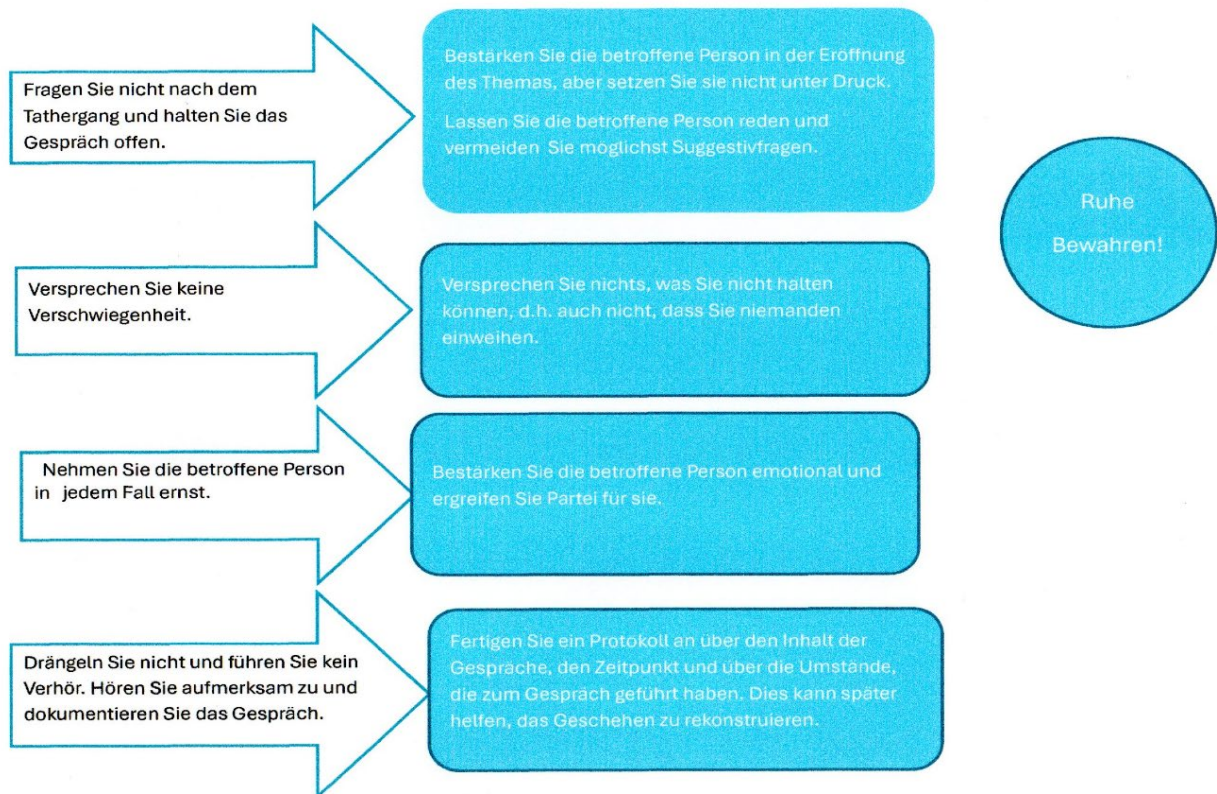 Fragen Sie nicht nach dem
Tathergang und halten Sie das
Gespräch offen.
Bestärken Sie die betroffene Person in der Eröffnung
des Themas, aber setzen Sie sie nicht unter Druck.
Lassen Sie die betroffene Person reden und
vermeiden Sie möglichst Suggestivfragen.
Ruhe
Bewahren!
Versprechen Sie keine
Verschwiegenheit.
Versprechen Sie nichts, was Sie nicht halten
können, d.h. auch nicht, dass Sie niemanden
einweihen.
Nehmen Sie die betroffene Person
in jedem Fall ernst.
Bestärken Sie die betroffene Person emotional und
ergreifen Sie Partei für sie.
Drängeln Sie nicht und führen Sie kein
Verhör. Hören Sie aufmerksam zu und
dokumentieren Sie das Gespräch.
Fertigen Sie ein Protokoll an über den Inhalt der
Gespräche, den Zeitpunkt und über die Umstände,
die zum Gespräch geführt haben. Dies kann später
helfen, das Geschehen zu rekonstruieren.